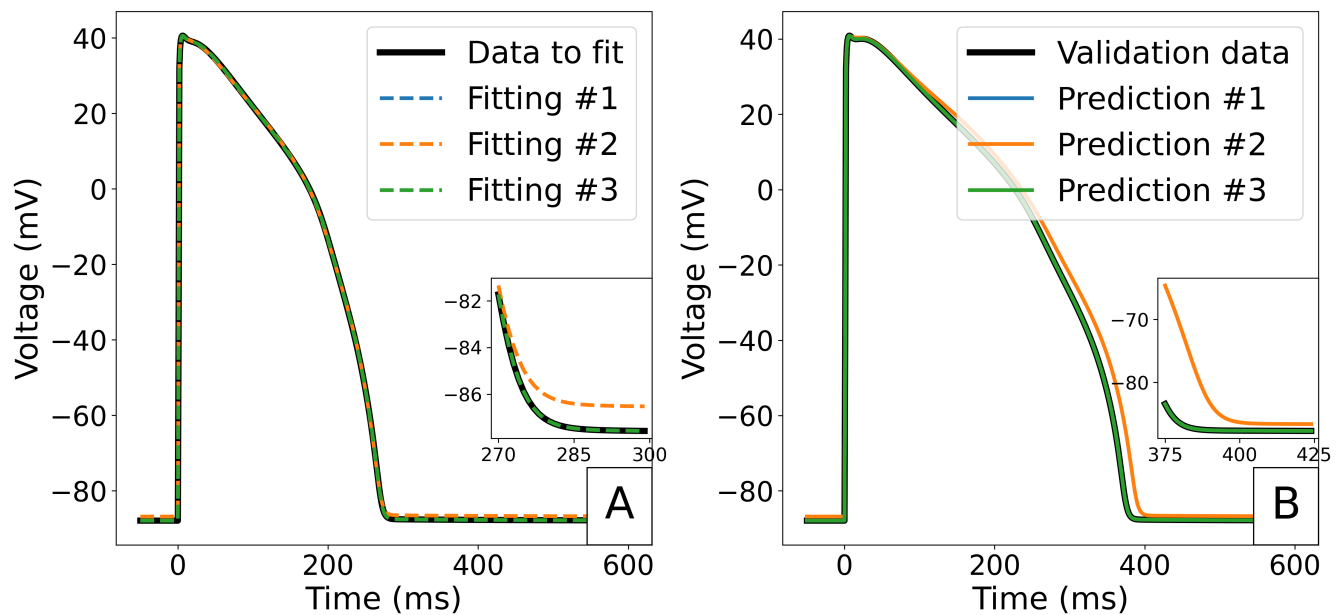 40
20
0
−20
−40
−60
−80
Voltage (mV)
0
200
400
600
Time (ms)
Data to fit
Fitting #1
Fitting #2
Fitting #3
−82
−84
−86
270
285
300
A
40
20
0
−20
−40
−60
−80
Voltage (mV)
0
200
400
600
Time (ms)
Validation data
Prediction #1
Prediction #2
Prediction #3
−70
−80
375
400
425
B